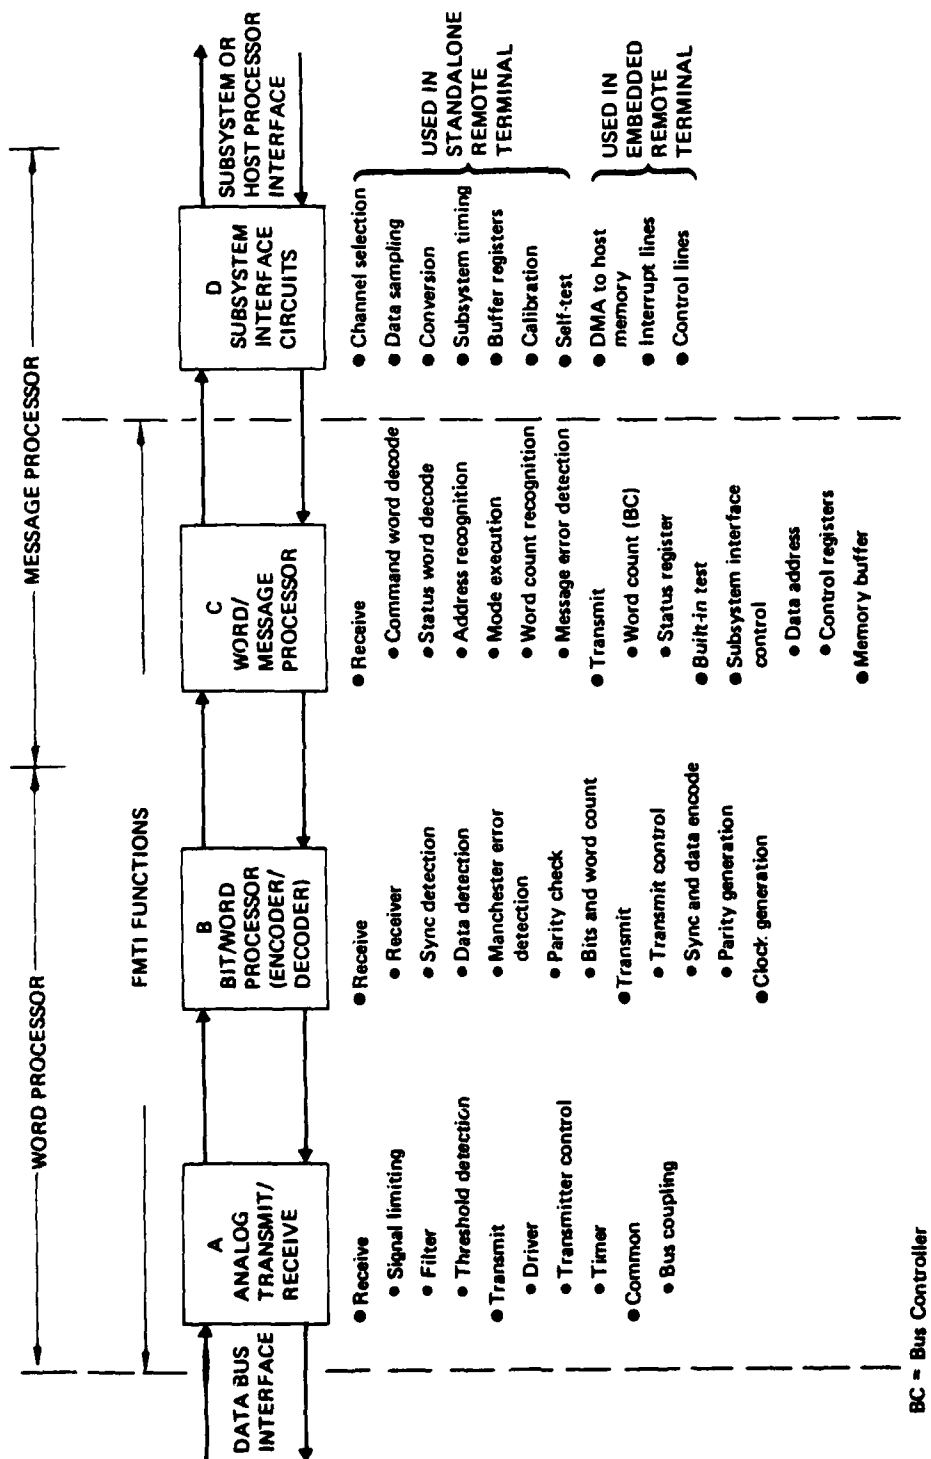 WORD PROCESSOR
MESSAGE PROCESSOR
FMTI FUNCTIONS
DATA BUS
INTERFACE
A
ANALOG
TRANSMIT/
RECEIVE
B
BIT/WORD
PROCESSOR
(ENCODER/
DECODER)
C
WORD/
MESSAGE
PROCESSOR
D
SUBSYSTEM
INTERFACE
CIRCUITS
SUBSYSTEM OR
HOST PROCESSOR
INTERFACE
● Receive
• Signal limiting
• Filter
• Threshold detection
● Transmit
• Driver
• Transmitter control
• Timer
● Common
• Bus coupling
● Receive
• Receiver
• Sync detection
• Data detection
• Manchester error
detection
• Parity check
• Bits and word count
● Transmit
• Transmit control
• Sync and data encode
• Parity generation
● Clock generation
● Receive
• Command word decode
• Status word decode
• Address recognition
• Mode execution
• Word count recognition
• Message error detection
● Transmit
• Word count (BC)
• Status register
● Built-in test
● Subsystem interface
control
• Data address
• Control registers
● Memory buffer
● Channel selection
● Data sampling
● Conversion
● Subsystem timing
● Buffer registers
● Calibration
● Self-test
● DMA to host
memory
● Interrupt lines
● Control lines
USED IN
STANDALONE
REMOTE
TERMINAL
USED IN
EMBEDDED
REMOTE
TERMINAL
BC = Bus Controller